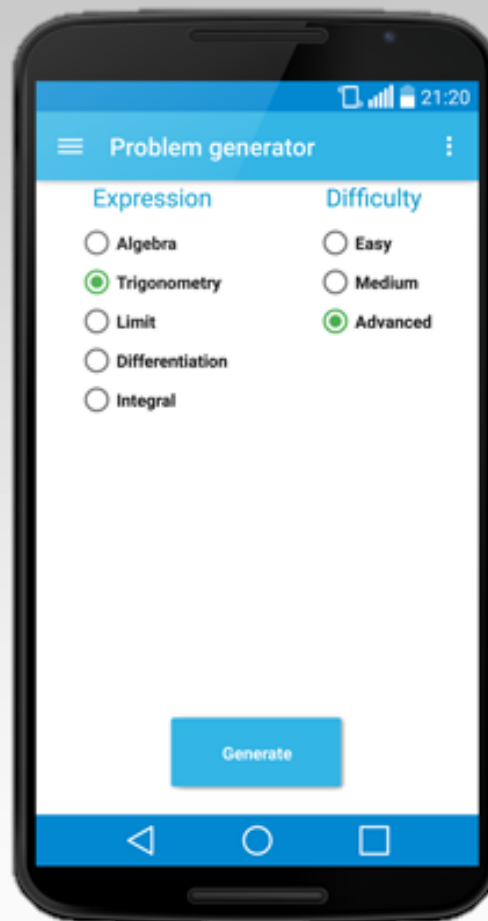 21:20
Problem generator
Expression
Difficulty
Algebra
Easy
Trigonometry
Medium
Limit
Advanced
Differentiation
Integral
Generate